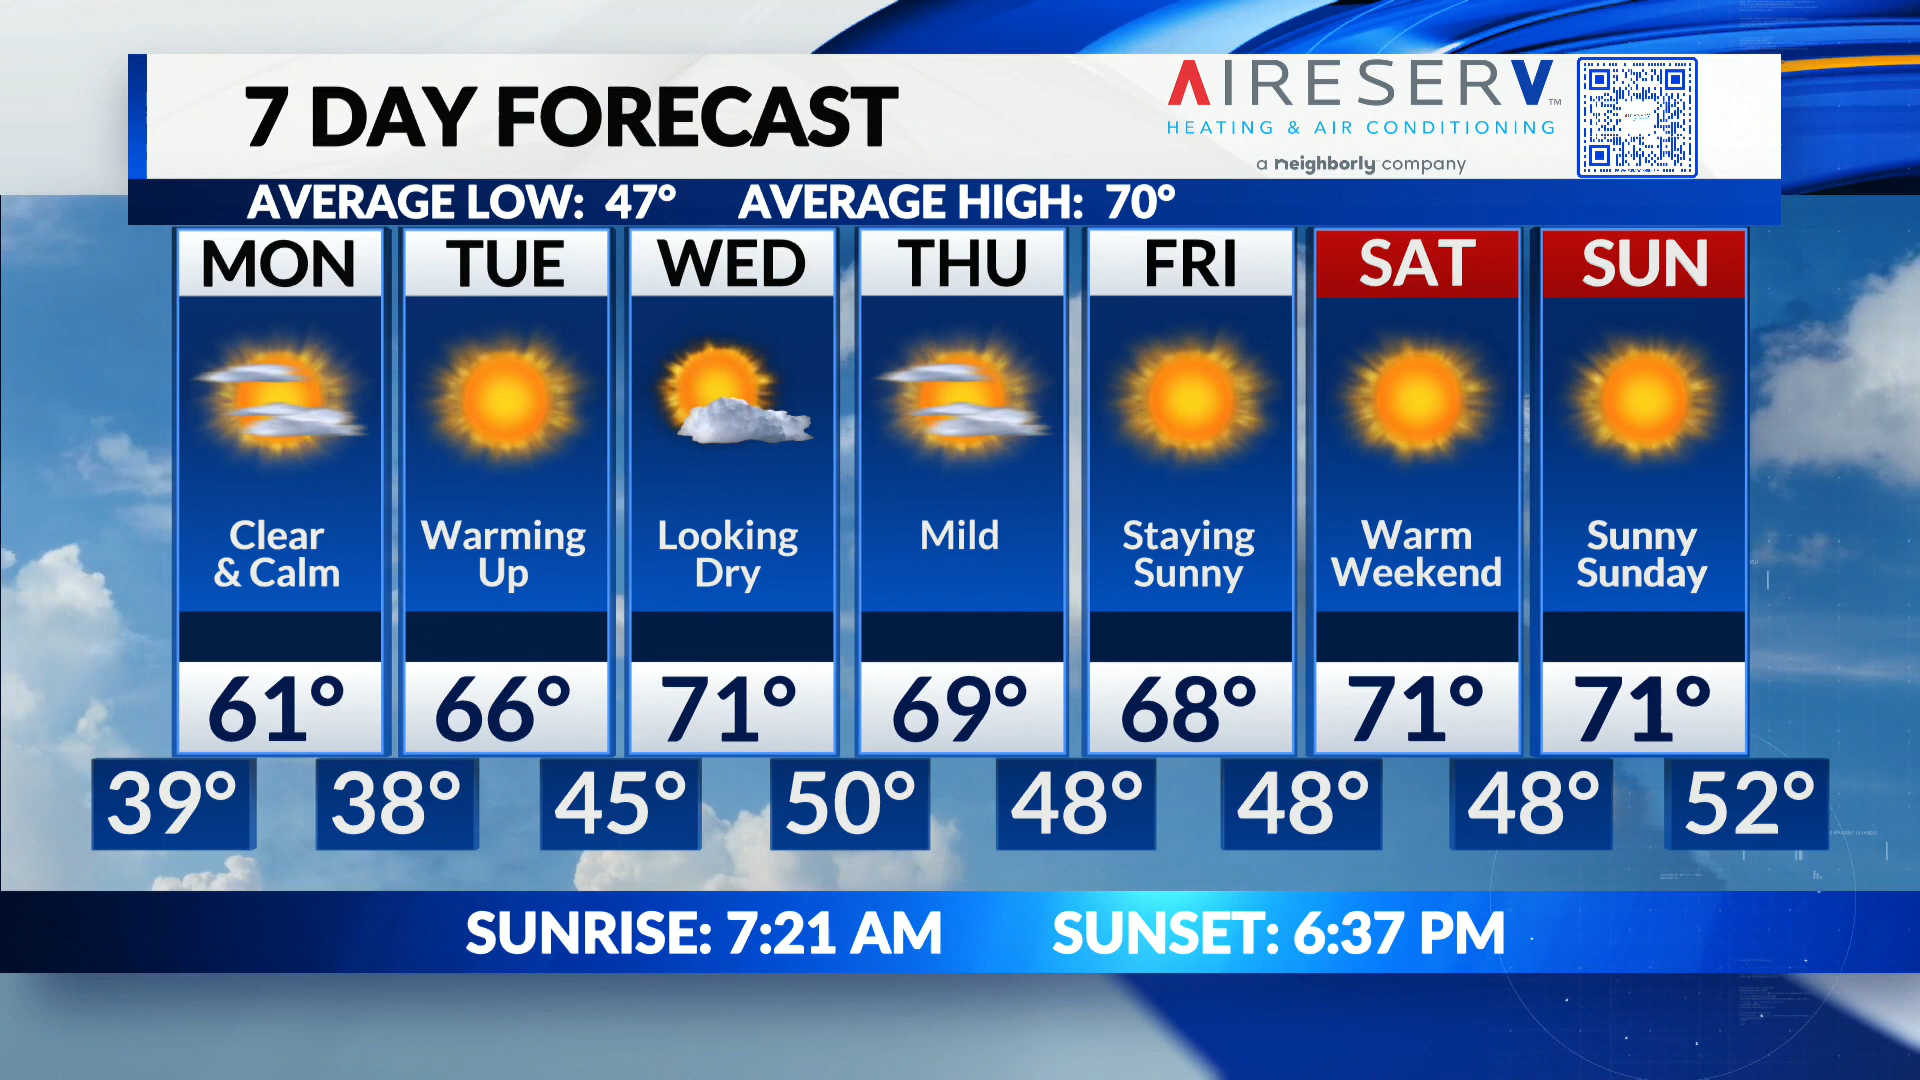 7 DAY FORECAST
AIRESERV™
HEATING & AIR CONDITIONING
a neighborly company
AVERAGE LOW: 47° AVERAGE HIGH: 70°
MON TUE WED THU FRI SAT SUN
Clear
& Calm
Warming
Up
Looking
Dry
Mild
Staying
Sunny
Warm
Weekend
Sunny
Sunday
61° 66° 71° 69° 68° 71° 71°
39° 38° 45° 50° 48° 48° 48° 52°
SUNRISE: 7:21 AM SUNSET: 6:37 PM